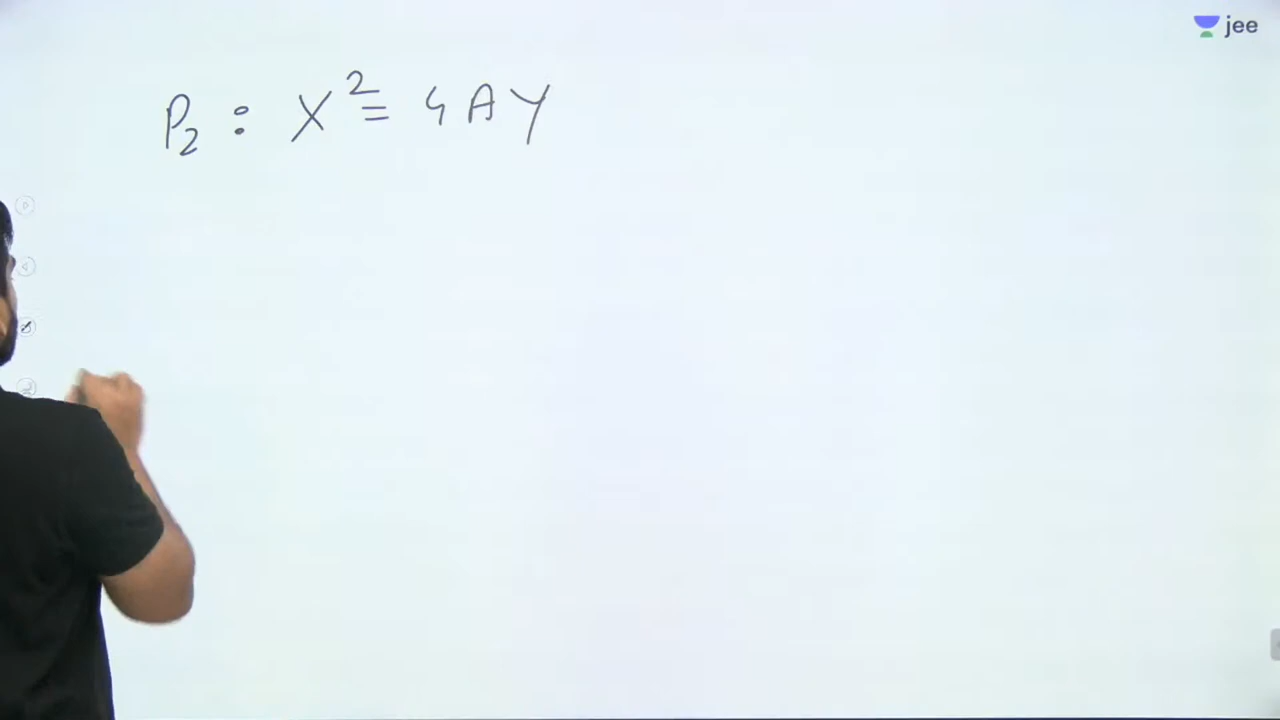 jee
P₂ : X² = 4AY